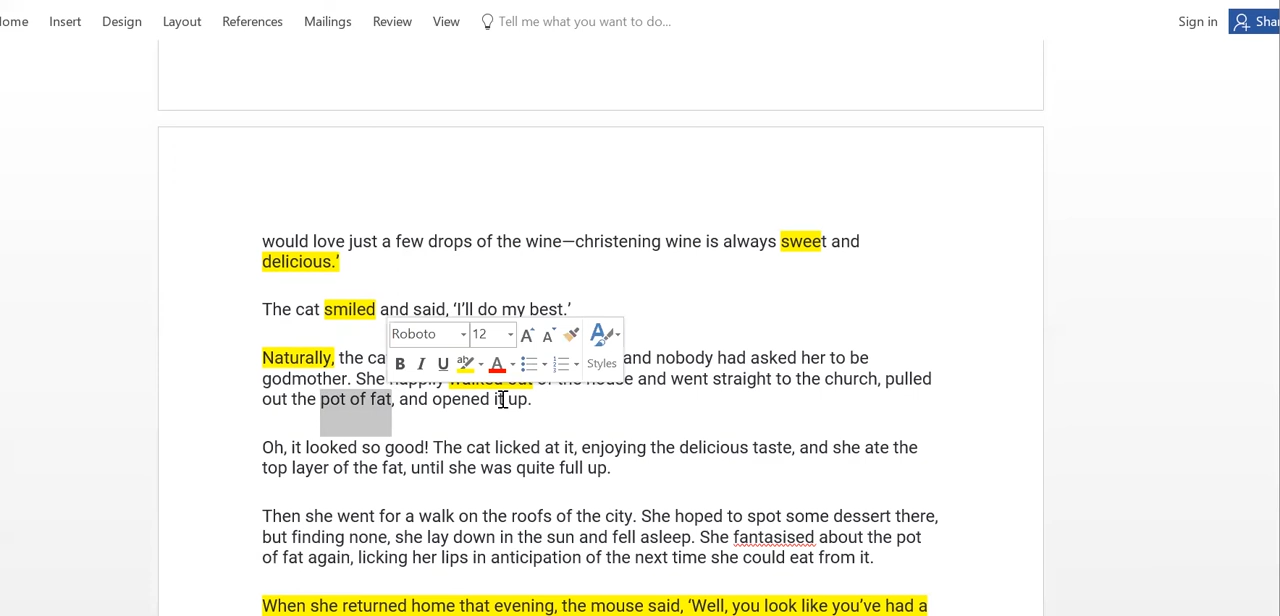 ome Insert Design Layout References Mailings Review View Tell me what you want to do... Sign in Shar
would love just a few drops of the wine—christening wine is always sweet and
delicious.’
The cat smiled and said, ‘I’ll do my best.’
Roboto 12
B I U ab A Styles
Naturally, the ca and nobody had asked her to be
godmother. She happily walked out of the house and went straight to the church, pulled
out the pot of fat, and opened it up.
Oh, it looked so good! The cat licked at it, enjoying the delicious taste, and she ate the
top layer of the fat, until she was quite full up.
Then she went for a walk on the roofs of the city. She hoped to spot some dessert there,
but finding none, she lay down in the sun and fell asleep. She fantasised about the pot
of fat again, licking her lips in anticipation of the next time she could eat from it.
When she returned home that evening, the mouse said, ‘Well, you look like you’ve had a